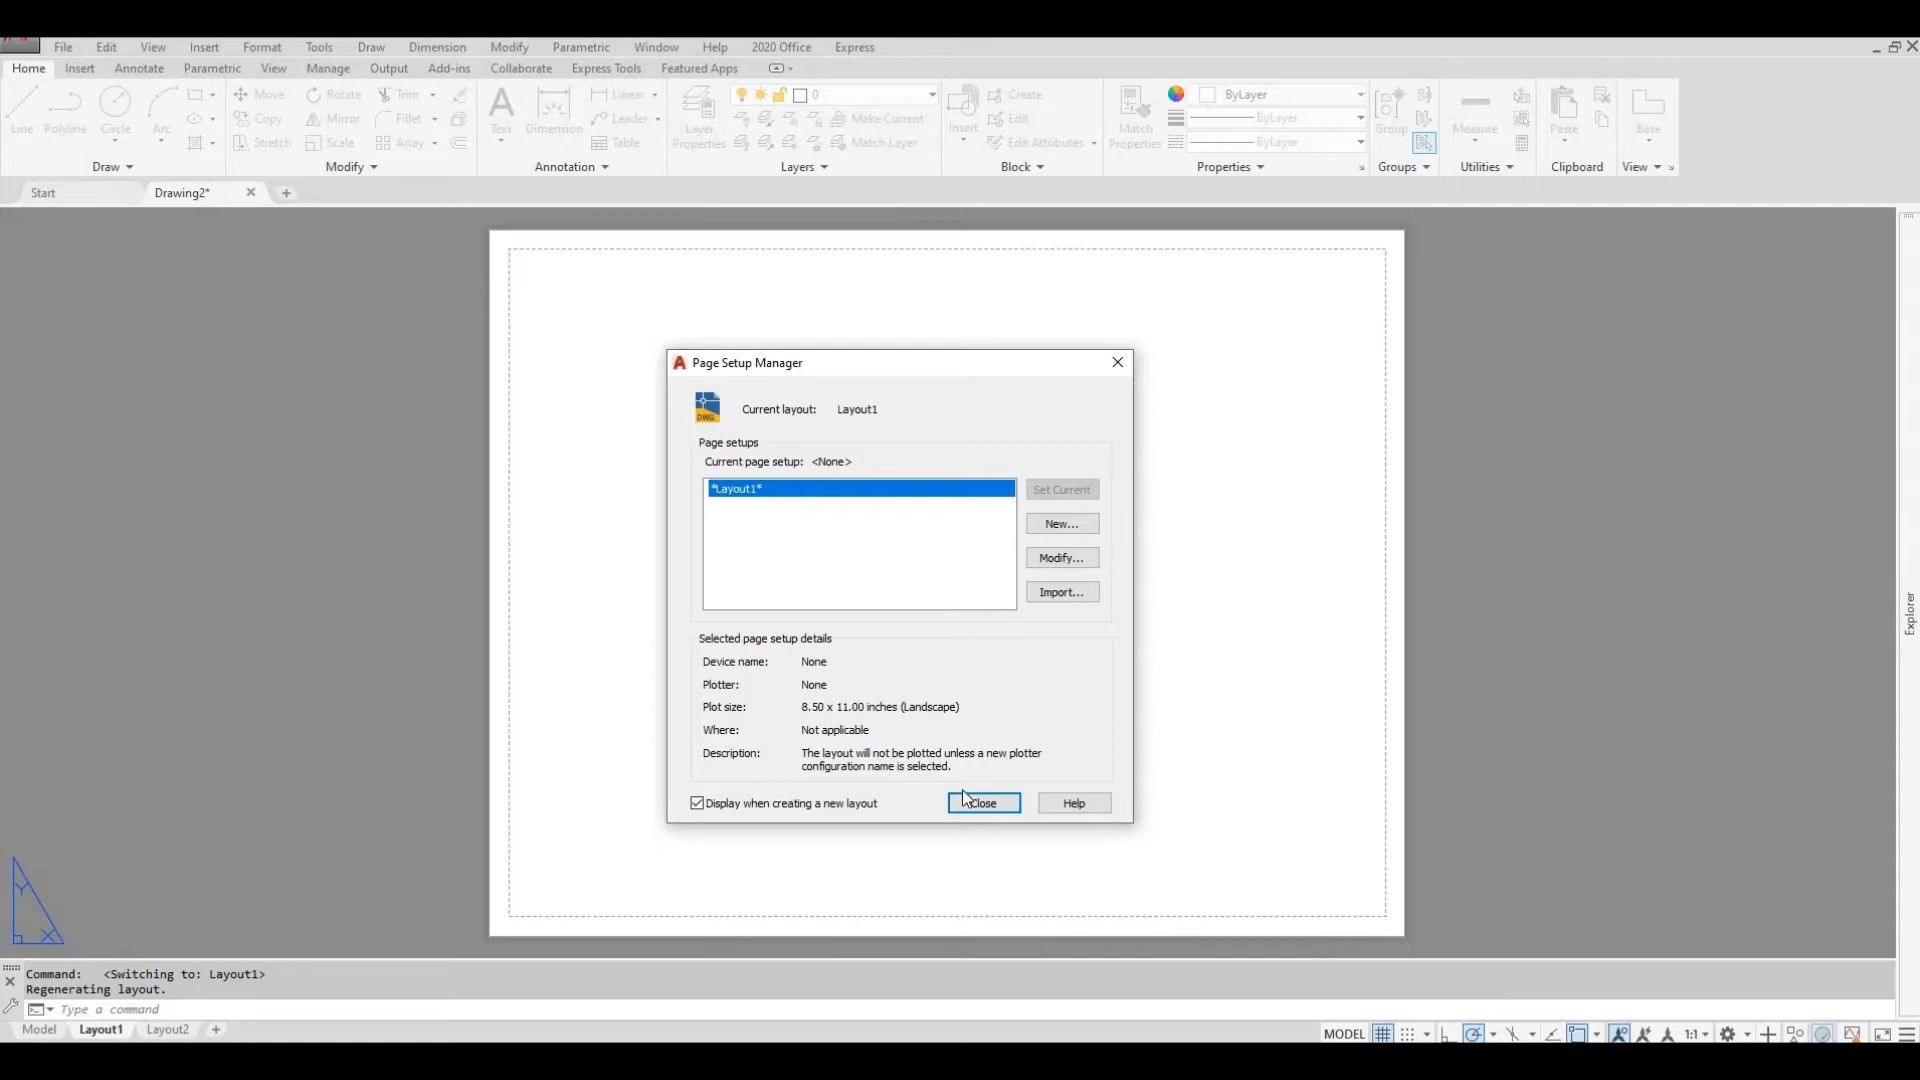 File Edit View Insert Format Tools Draw Dimension Modify Parametric Window Help 2020 Office Express
Home Insert Annotate Parametric View Manage Output Add-ins Collaborate Express Tools Featured Apps
Line Polyline Circle Arc
Move Rotate Trim
Copy Mirror Fillet
Stretch Scale Array
Text Dimension
Linear
Leader
Table
Layer
Properties
0
Make Current
Match Layer
Insert
Create
Edit
Edit Attributes
Match
Properties
ByLayer
ByLayer
ByLayer
Group
Measure
Paste
Base
Draw Modify Annotation Layers Block Properties Groups Utilities Clipboard View
Start Drawing2*
Page Setup Manager
DWG
Current layout: Layout1
Page setups
Current page setup: <None>
*Layout1*
Set Current
New...
Modify...
Import...
Selected page setup details
Device name: None
Plotter: None
Plot size: 8.50 x 11.00 inches (Landscape)
Where: Not applicable
Description: The layout will not be plotted unless a new plotter
configuration name is selected.
Display when creating a new layout
Close Help
Explorer
Y
X
Command: <Switching to: Layout1>
Regenerating layout.
Type a command
Model Layout1 Layout2 +
MODEL 1:1